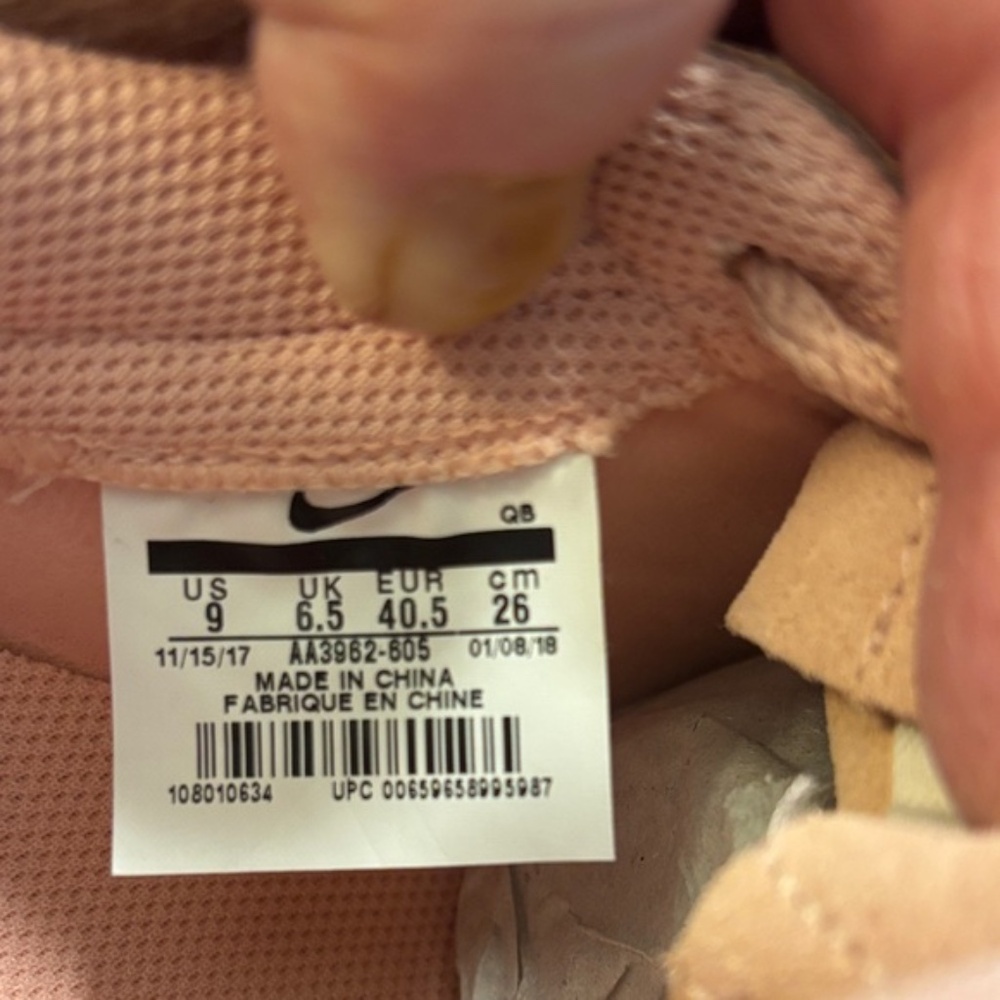 QB
US UK EUR cm
9 6.5 40.5 26
11/15/17 AA3962-605 01/08/18
MADE IN CHINA
FABRIQUE EN CHINE
108010634 UPC 00659658995987